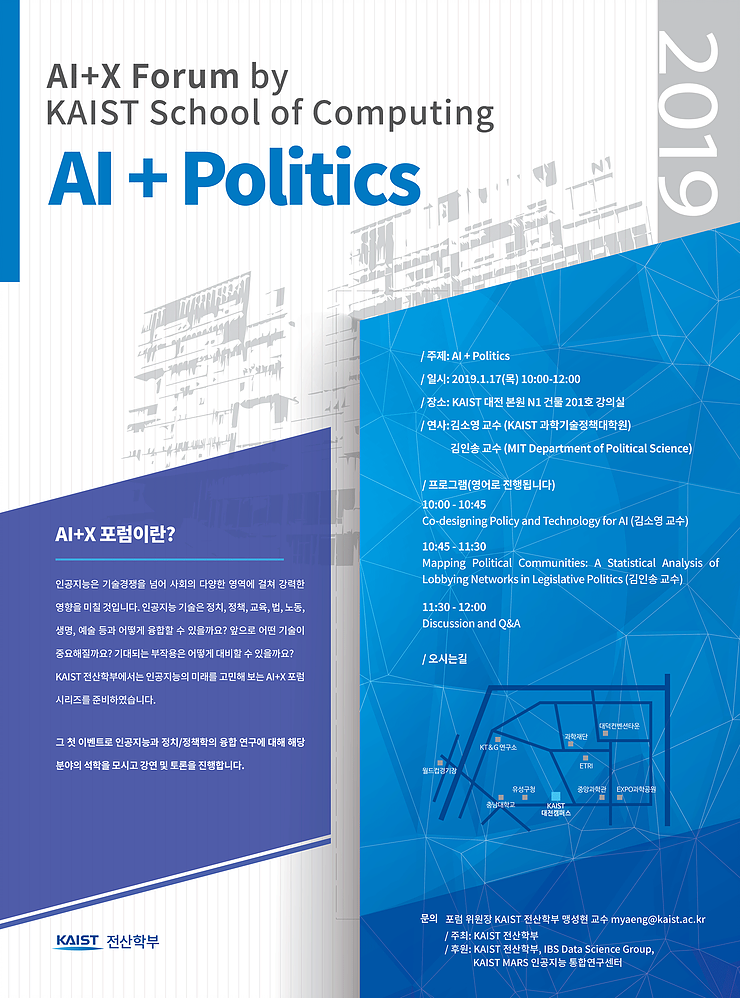 2019
AI+X Forum by
KAIST School of Computing
AI + Politics
N1
/ 주제: AI + Politics
/ 일시: 2019.1.17(목) 10:00-12:00
/ 장소: KAIST 대전 본원 N1 건물 201호 강의실
/ 연사: 김소영 교수 (KAIST 과학기술정책대학원)
김인송 교수 (MIT Department of Political Science)
/ 프로그램(영어로 진행됩니다)
10:00 - 10:45
Co-designing Policy and Technology for AI (김소영 교수)
10:45 - 11:30
Mapping Political Communities: A Statistical Analysis of
Lobbying Networks in Legislative Politics (김인송 교수)
11:30 - 12:00
Discussion and Q&A
/ 오시는길
대덕컨벤션타운
과학재단
KT&G 연구소
ETRI
월드컵경기장
유성구청
중앙과학관
EXPO과학공원
충남대학교
KAIST
대전캠퍼스
AI+X 포럼이란?
인공지능은 기술경쟁을 넘어 사회의 다양한 영역에 걸쳐 강력한
영향을 미칠 것입니다. 인공지능 기술은 정치, 정책, 교육, 법, 노동,
생명, 예술 등과 어떻게 융합할 수 있을까요? 앞으로 어떤 기술이
중요해질까요? 기대되는 부작용은 어떻게 대비할 수 있을까요?
KAIST 전산학부에서는 인공지능의 미래를 고민해 보는 AI+X 포럼
시리즈를 준비하였습니다.
그 첫 이벤트로 인공지능과 정치/정책학의 융합 연구에 대해 해당
분야의 석학을 모시고 강연 및 토론을 진행합니다.
KAIST 전산학부
문의 포럼 위원장 KAIST 전산학부 맹성현 교수 myaeng@kaist.ac.kr
/ 주최: KAIST 전산학부
/ 후원: KAIST 전산학부, IBS Data Science Group,
KAIST MARS 인공지능 통합연구센터